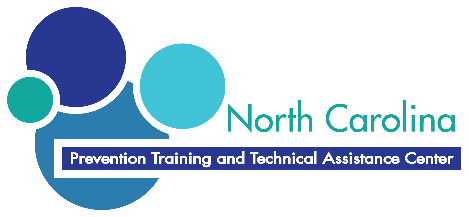 North Carolina
Prevention Training and Technical Assistance Center